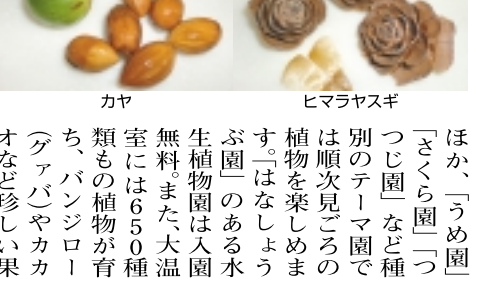 カヤ
ヒマラヤスギ
ほか、「うめ園」
「さくら園」「つ
つじ園」など種
別のテーマ園で
は順次見ごろの
植物を楽しめま
す。「はなしょう
ぶ園」のある水
生植物園は入園
無料。また、大温
室には650種
類もの植物が育
ち、バンジロー
(グァバ)やカカ
オなど珍しい果